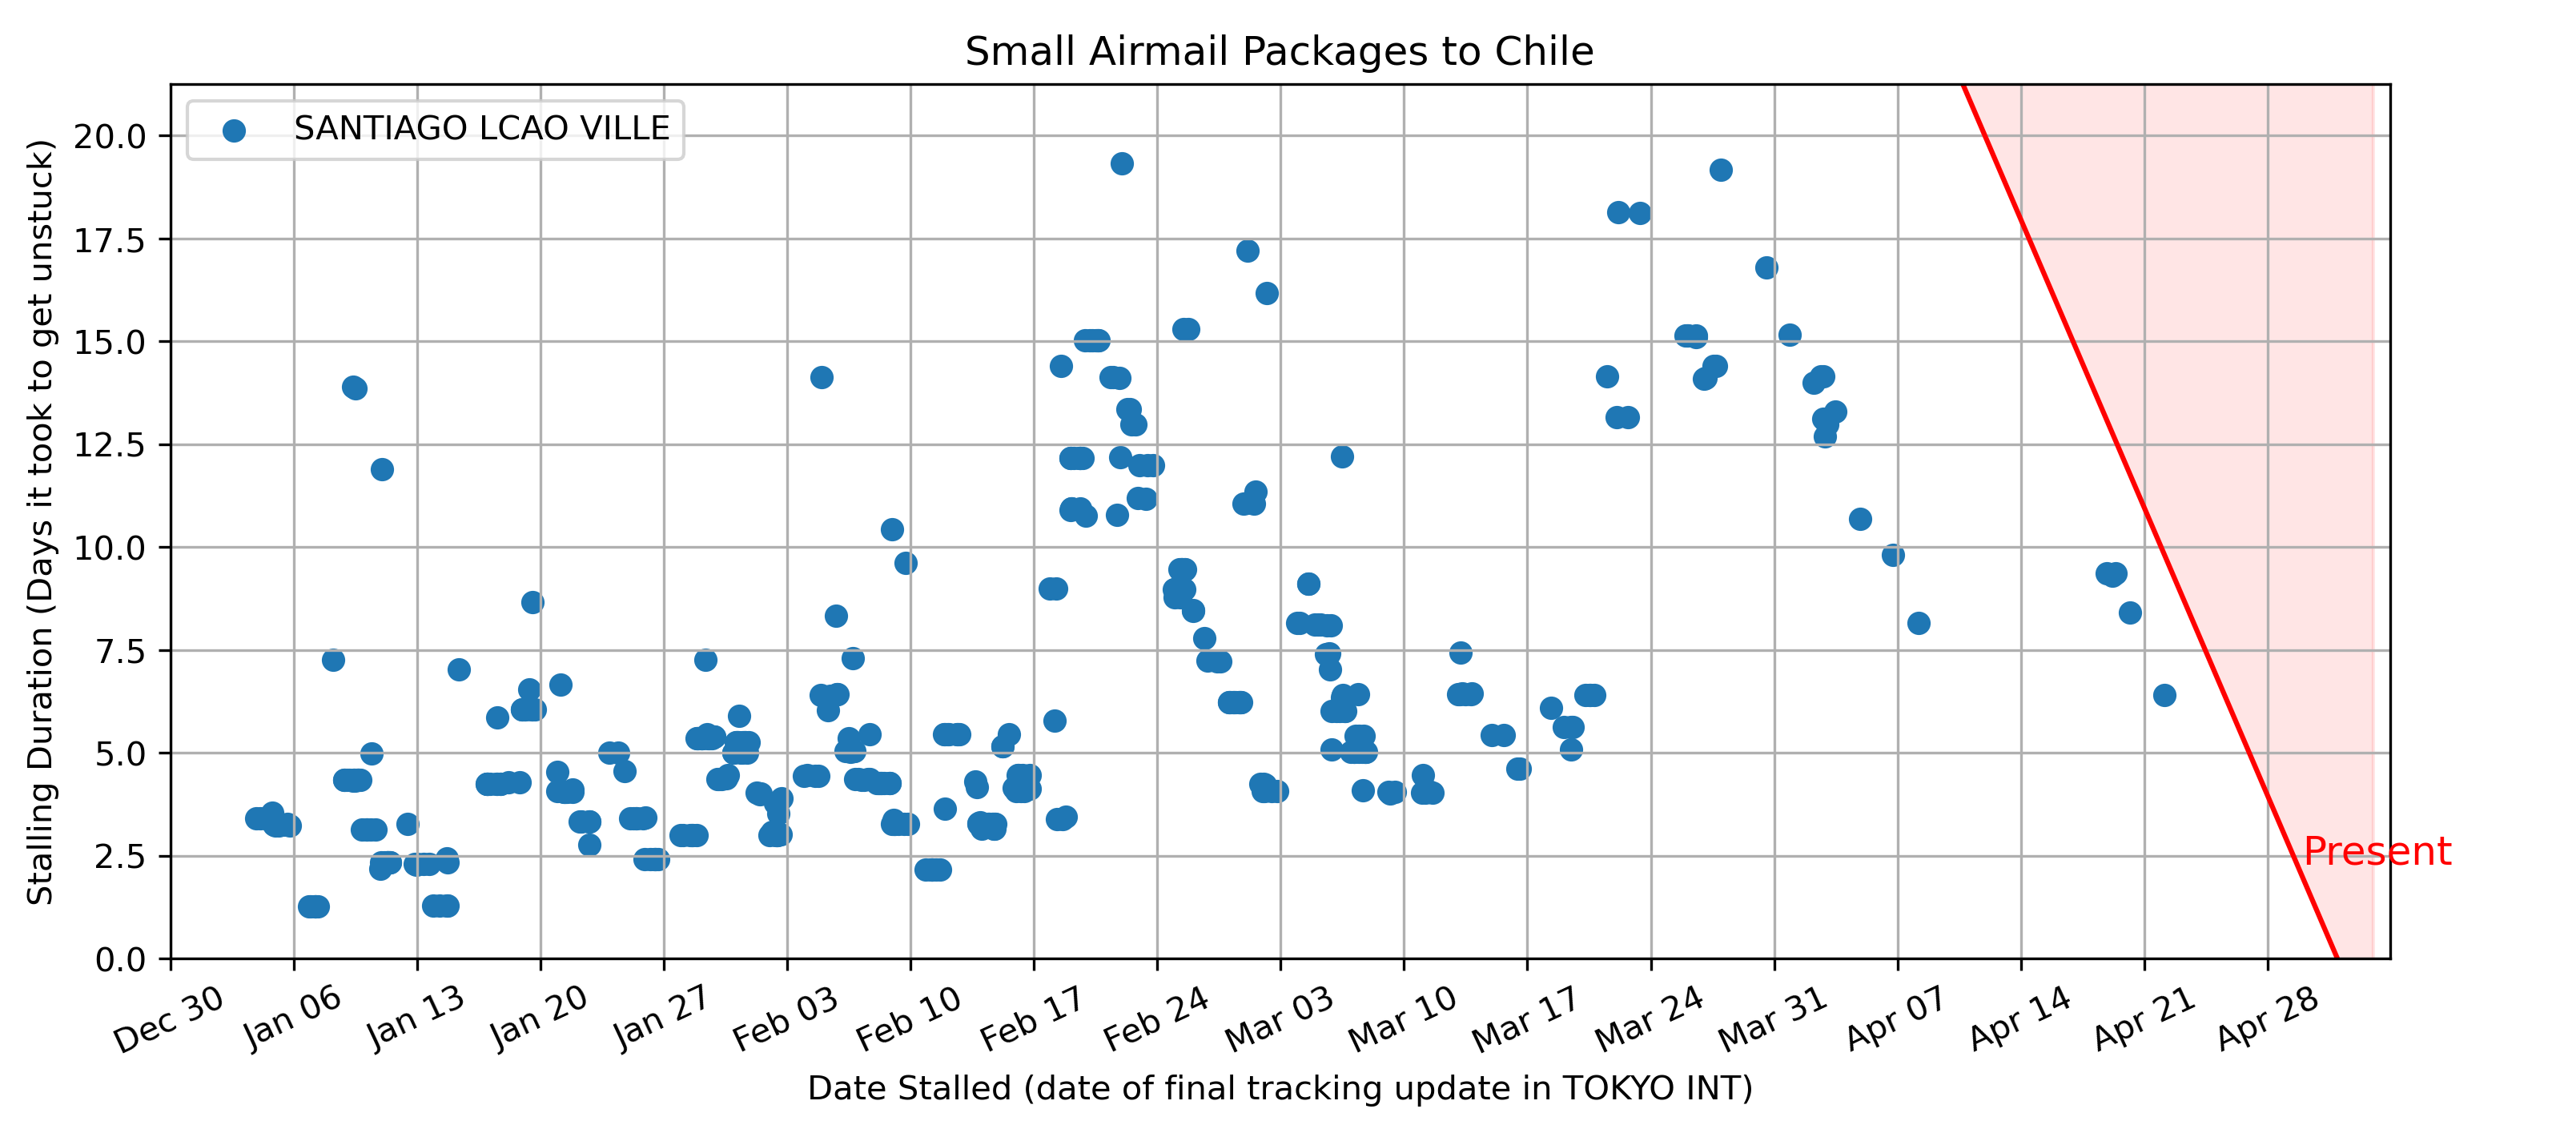 Small Airmail Packages to Chile
SANTIAGO LCAO VILLE
Stalling Duration (Days it took to get unstuck)
20.0
17.5
15.0
12.5
10.0
7.5
5.0
2.5
0.0
Present
Dec 30 Jan 06 Jan 13 Jan 20 Jan 27 Feb 03 Feb 10 Feb 17 Feb 24 Mar 03 Mar 10 Mar 17 Mar 24 Mar 31 Apr 07 Apr 14 Apr 21 Apr 28
Date Stalled (date of final tracking update in TOKYO INT)